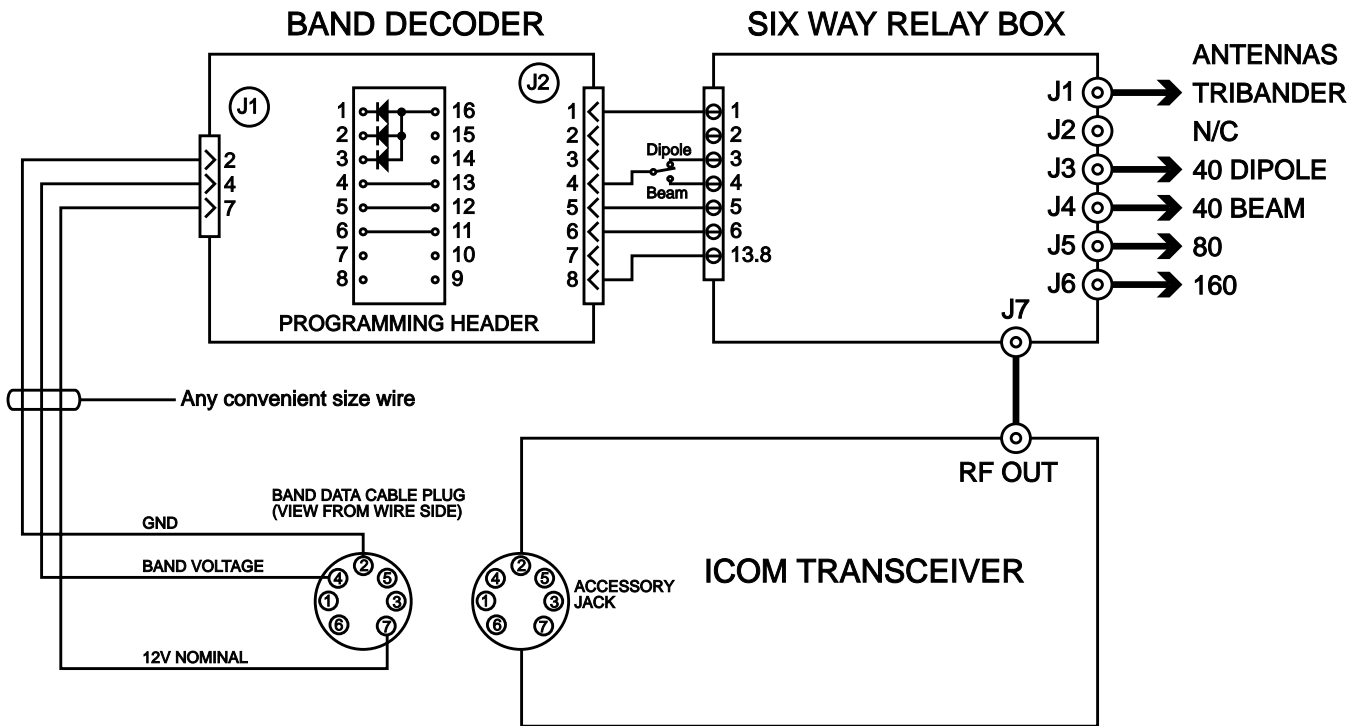 BAND DECODER
SIX WAY RELAY BOX
ANTENNAS
J1
J2
1 16
2 15
3 14
4 13
5 12
6 11
7 10
8 9
PROGRAMMING HEADER
2
4
7
1
2
3
4
5
6
7
8
Dipole
Beam
1
2
3
4
5
6
13.8
J1 TRIBANDER
J2 N/C
J3 40 DIPOLE
J4 40 BEAM
J5 80
J6 160
J7
Any convenient size wire
RF OUT
BAND DATA CABLE PLUG
(VIEW FROM WIRE SIDE)
GND
BAND VOLTAGE
12V NOMINAL
2
4 5
1 3
6 7
2
4 5
1 3
6 7
ACCESSORY
JACK
ICOM TRANSCEIVER